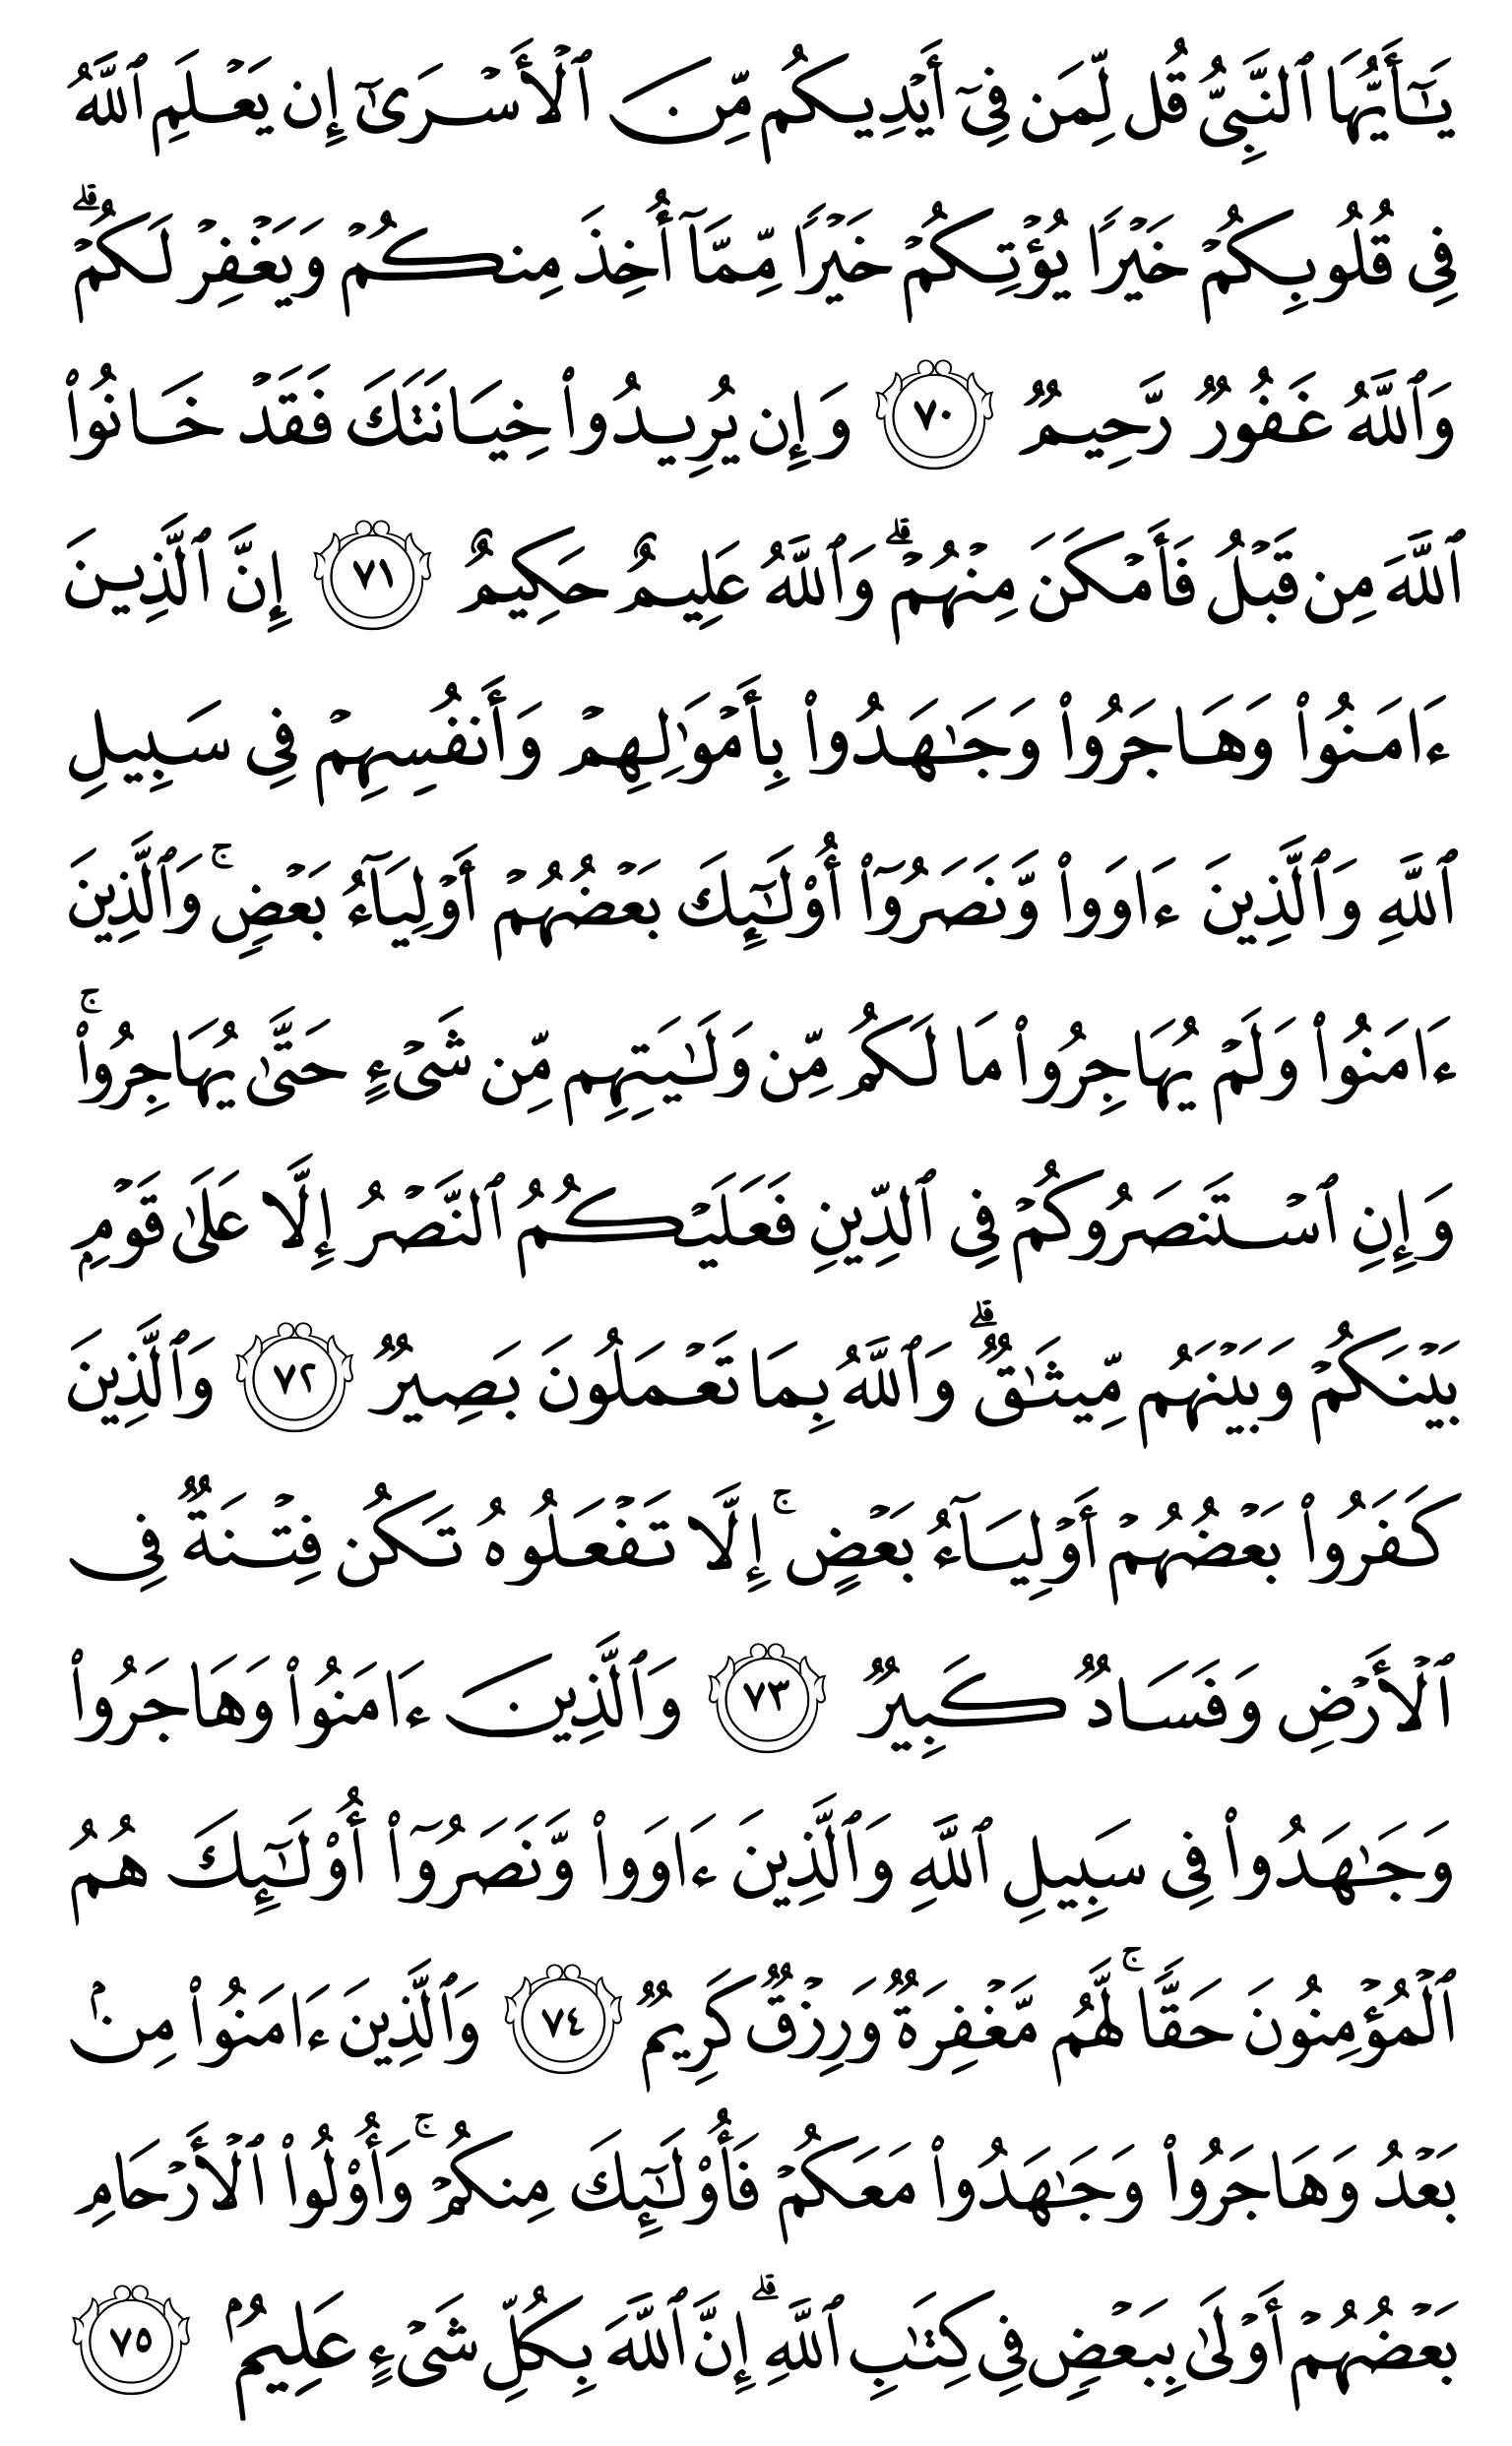 يَـٰٓأَيُّهَا ٱلنَّبِىُّ قُل لِّمَن فِىٓ أَيْدِيكُم مِّنَ ٱلْأَسْرَىٰٓ إِن يَعْلَمِ ٱللَّهُ
فِى قُلُوبِكُمْ خَيْرًا يُؤْتِكُمْ خَيْرًا مِّمَّآ أُخِذَ مِنكُمْ وَيَغْفِرْ لَكُمْ ۗ
وَٱللَّهُ غَفُورٌ رَّحِيمٌ ٧٠ وَإِن يُرِيدُوا۟ خِيَانَتَكَ فَقَدْ خَانُوا۟
ٱللَّهَ مِن قَبْلُ فَأَمْكَنَ مِنْهُمْ ۗ وَٱللَّهُ عَلِيمٌ حَكِيمٌ ٧١ إِنَّ ٱلَّذِينَ
ءَامَنُوا۟ وَهَاجَرُوا۟ وَجَـٰهَدُوا۟ بِأَمْوَٰلِهِمْ وَأَنفُسِهِمْ فِى سَبِيلِ
ٱللَّهِ وَٱلَّذِينَ ءَاوَوا۟ وَّنَصَرُوٓا۟ أُو۟لَـٰٓئِكَ بَعْضُهُمْ أَوْلِيَآءُ بَعْضٍ ۚ وَٱلَّذِينَ
ءَامَنُوا۟ وَلَمْ يُهَاجِرُوا۟ مَا لَكُم مِّن وَلَـٰيَتِهِم مِّن شَىْءٍ حَتَّىٰ يُهَاجِرُوا۟ ۚ
وَإِنِ ٱسْتَنصَرُوكُمْ فِى ٱلدِّينِ فَعَلَيْكُمُ ٱلنَّصْرُ إِلَّا عَلَىٰ قَوْمٍۭ
بَيْنَكُمْ وَبَيْنَهُم مِّيثَـٰقٌ ۗ وَٱللَّهُ بِمَا تَعْمَلُونَ بَصِيرٌ ٧٢ وَٱلَّذِينَ
كَفَرُوا۟ بَعْضُهُمْ أَوْلِيَآءُ بَعْضٍ ۚ إِلَّا تَفْعَلُوهُ تَكُن فِتْنَةٌ فِى
ٱلْأَرْضِ وَفَسَادٌ كَبِيرٌ ٧٣ وَٱلَّذِينَ ءَامَنُوا۟ وَهَاجَرُوا۟
وَجَـٰهَدُوا۟ فِى سَبِيلِ ٱللَّهِ وَٱلَّذِينَ ءَاوَوا۟ وَّنَصَرُوٓا۟ أُو۟لَـٰٓئِكَ هُمُ
ٱلْمُؤْمِنُونَ حَقًّا ۚ لَّهُم مَّغْفِرَةٌ وَرِزْقٌ كَرِيمٌ ٧٤ وَٱلَّذِينَ ءَامَنُوا۟ مِنۢ
بَعْدُ وَهَاجَرُوا۟ وَجَـٰهَدُوا۟ مَعَكُمْ فَأُو۟لَـٰٓئِكَ مِنكُمْ ۚ وَأُو۟لُوا۟ ٱلْأَرْحَامِ
بَعْضُهُمْ أَوْلَىٰ بِبَعْضٍ فِى كِتَـٰبِ ٱللَّهِ ۗ إِنَّ ٱللَّهَ بِكُلِّ شَىْءٍ عَلِيمٌۢ ٧٥